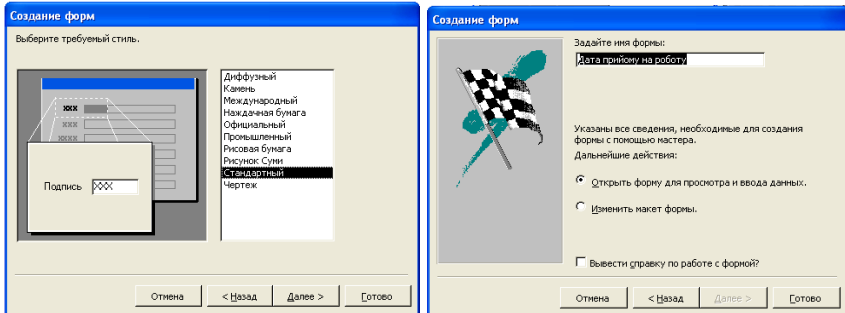 Создание форм
Выберите требуемый стиль.
xxx
xxx
xxxx
Подпись XXX
Диффузный
Камень
Международный
Наждачная бумага
Официальный
Промышленный
Рисовая бумага
Рисунок Суми
Стандартный
Чертеж
Отмена
< Назад
Далее >
Готово
Создание форм
Задайте имя формы:
Дата прийому на роботу
Указаны все сведения, необходимые для создания
формы с помощью мастера.
Дальнейшие действия:
Открыть форму для просмотра и ввода данных.
Изменить макет формы.
Вывести справку по работе с формой?
Отмена
< Назад
Далее >
Готово